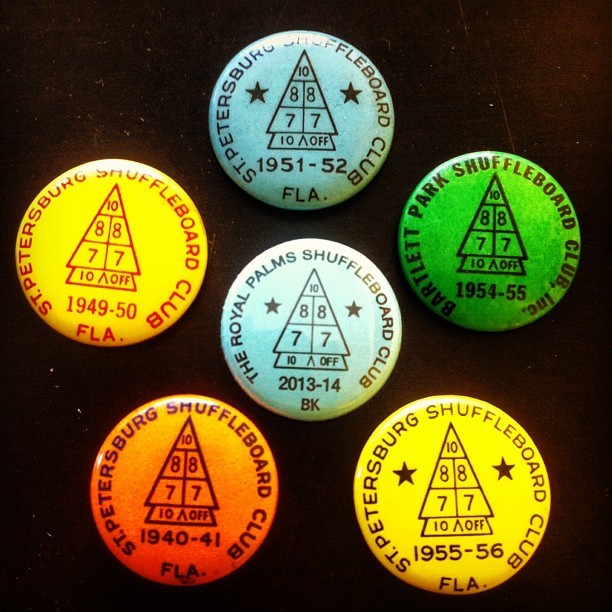 ST. PETERSBURG SHUFFLEBOARD CLUB
10
8 8
7 7
10 Λ OFF
1951-52
FLA.
ST. PETERSBURG SHUFFLEBOARD CLUB
10
8 8
7 7
10 Λ OFF
1949-50
FLA.
BARTLETT PARK SHUFFLEBOARD CLUB, Inc.
10
8 8
7 7
10 Λ OFF
1954-55
THE ROYAL PALMS SHUFFLEBOARD CLUB
10
8 8
7 7
10 Λ OFF
2013-14
BK
ST. PETERSBURG SHUFFLEBOARD CLUB
10
8 8
7 7
10 Λ OFF
1940-41
FLA.
ST. PETERSBURG SHUFFLEBOARD CLUB
10
8 8
7 7
10 Λ OFF
1955-56
FLA.